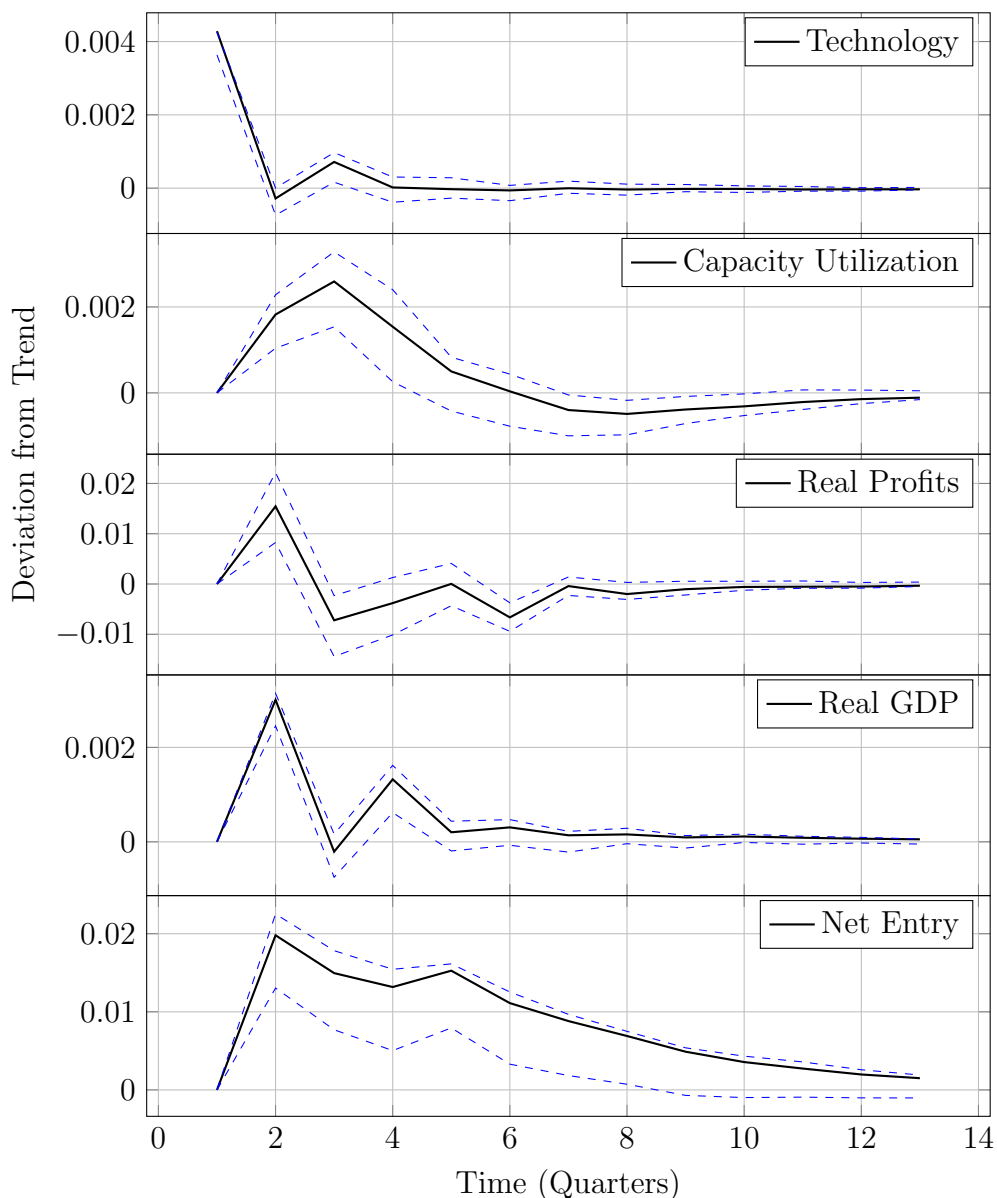 Technology
0.004
0.002
0
Capacity Utilization
0.002
0
Deviation from Trend
Real Profits
0.02
0.01
0
−0.01
Real GDP
0.002
0
Net Entry
0.02
0.01
0
0 2 4 6 8 10 12 14
Time (Quarters)